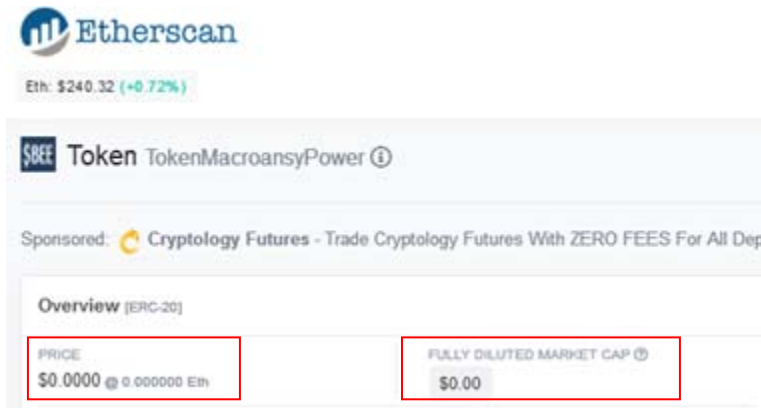 Etherscan
Eth: $240.32 (+0.72%)
$BEE Token TokenMacroansyPower
Sponsored: Cryptology Futures - Trade Cryptology Futures With ZERO FEES For All Dep
Overview [ERC-20]
PRICE FULLY DILUTED MARKET CAP
$0.0000 @ 0.000000 Eth $0.00